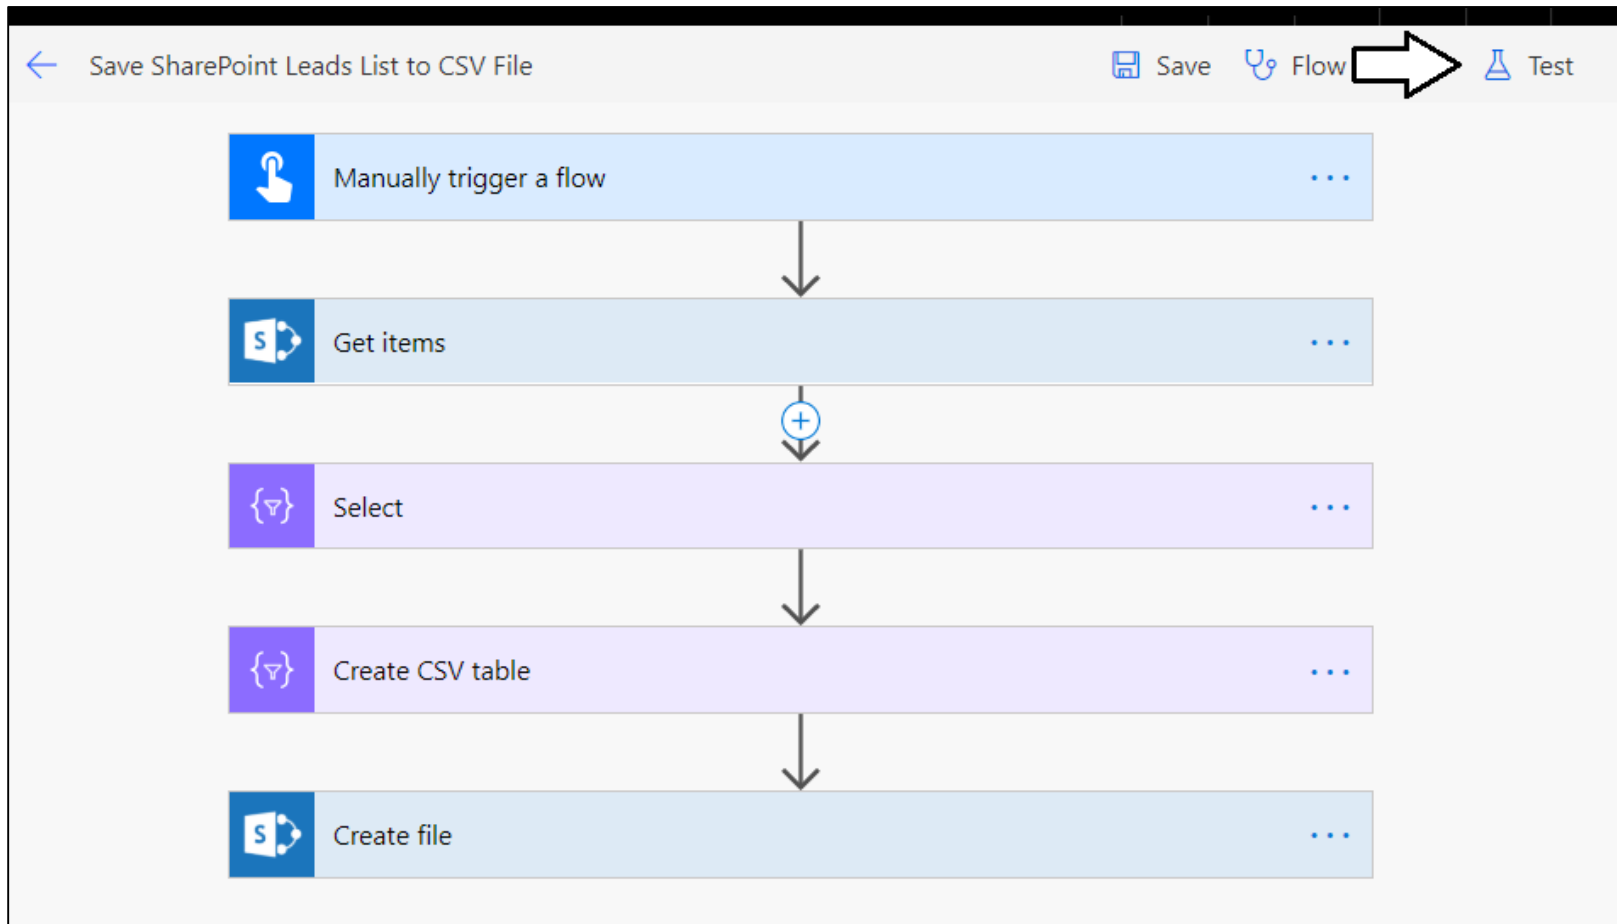 Save SharePoint Leads List to CSV File
Save
Flow
Test
Manually trigger a flow
Get items
S
Select
Create CSV table
Create file
S